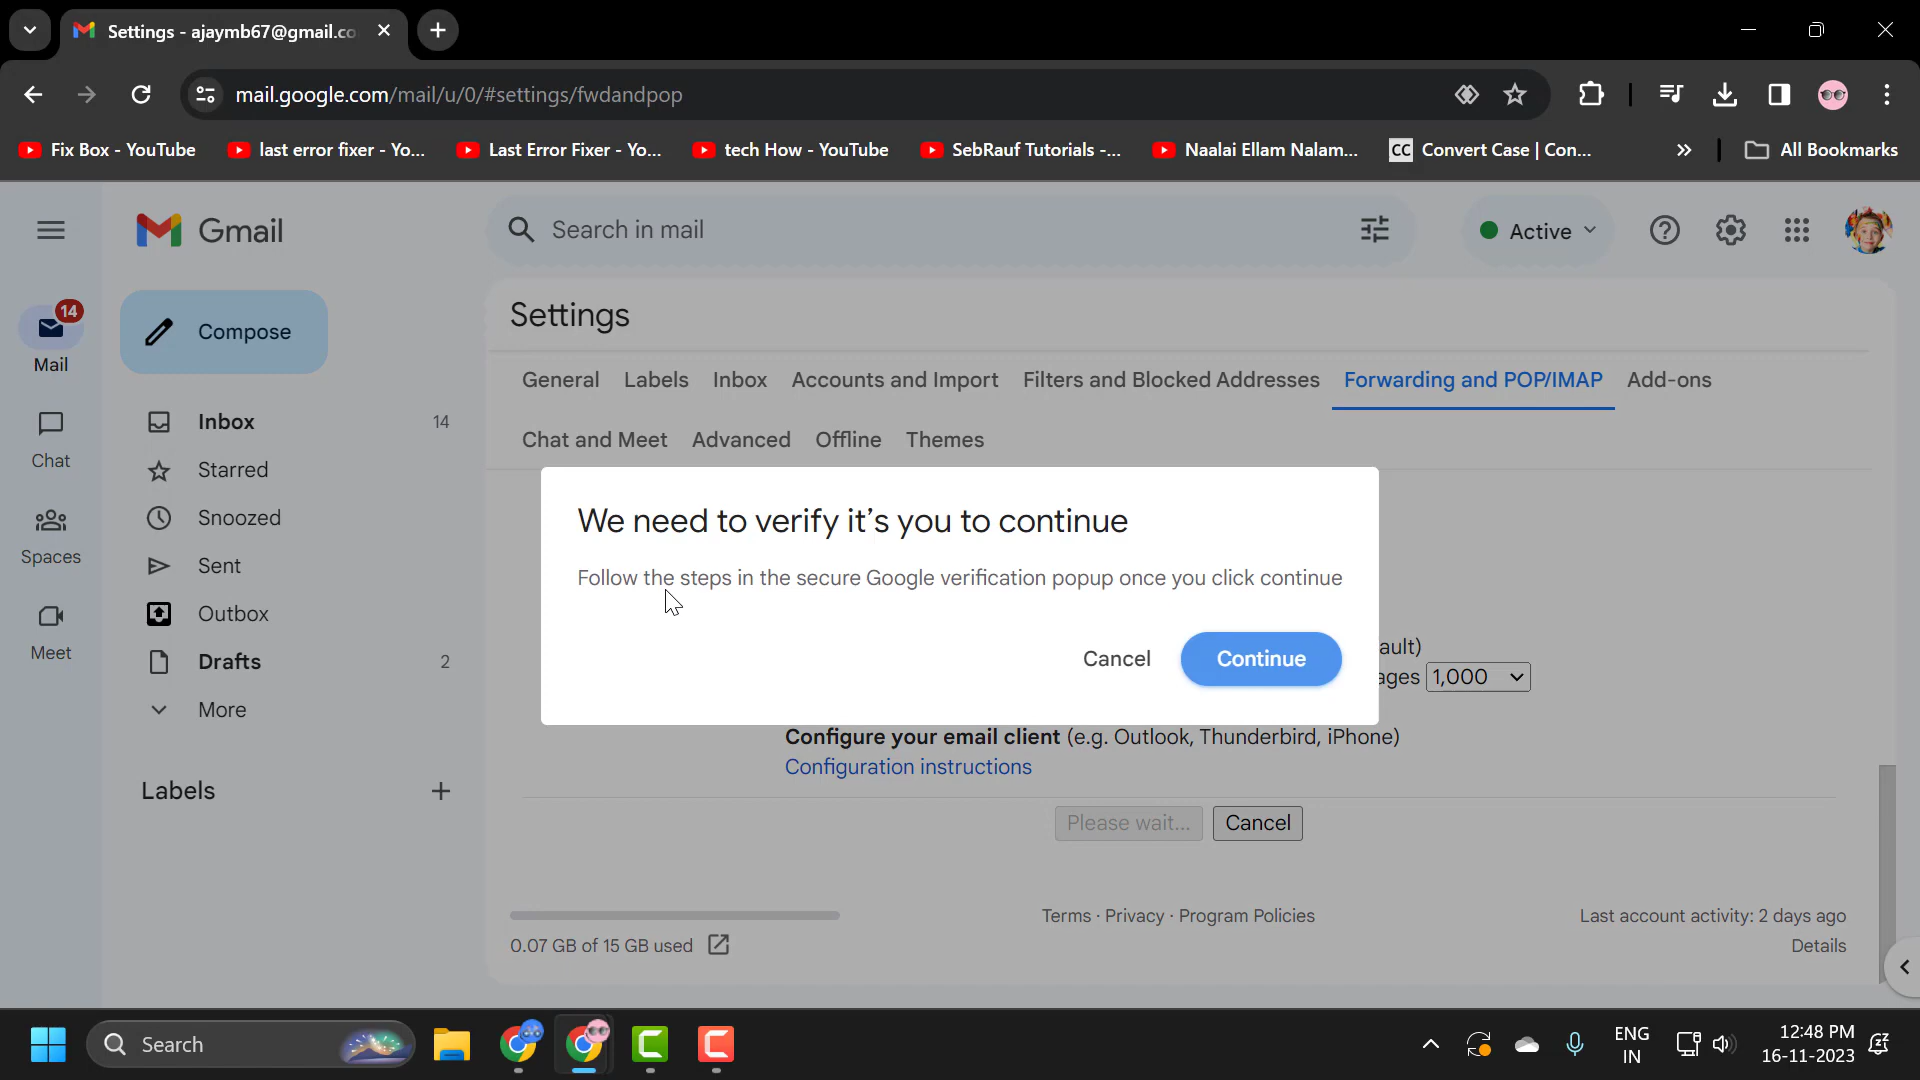 Settings - ajaymb67@gmail.co
mail.google.com/mail/u/0/#settings/fwdandpop
Fix Box - YouTube
last error fixer - Yo...
Last Error Fixer - Yo...
tech How - YouTube
SebRauf Tutorials -...
Naalai Ellam Nalam...
CC Convert Case | Con...
All Bookmarks
Gmail
Search in mail
Active
14
Mail
Chat
Spaces
Meet
Compose
Inbox 14
Starred
Snoozed
Sent
Outbox
Drafts 2
More
Labels
Settings
General Labels Inbox Accounts and Import Filters and Blocked Addresses Forwarding and POP/IMAP Add-ons
Chat and Meet Advanced Offline Themes
We need to verify it's you to continue
Follow the steps in the secure Google verification popup once you click continue
Cancel Continue
ault)
ages 1,000
Configure your email client (e.g. Outlook, Thunderbird, iPhone)
Configuration instructions
Please wait... Cancel
0.07 GB of 15 GB used
Terms · Privacy · Program Policies
Last account activity: 2 days ago
Details
Search
ENG
IN
12:48 PM
16-11-2023